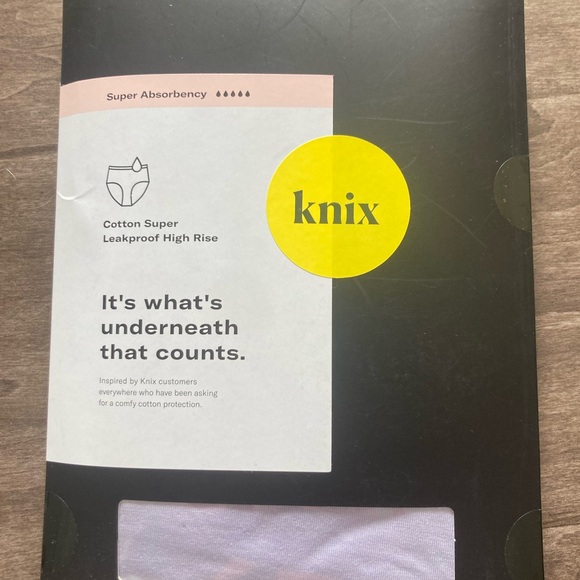 Super Absorbency
knix
Cotton Super
Leakproof High Rise
It's what's
underneath
that counts.
Inspired by Knix customers
everywhere who have been asking
for a comfy cotton protection.